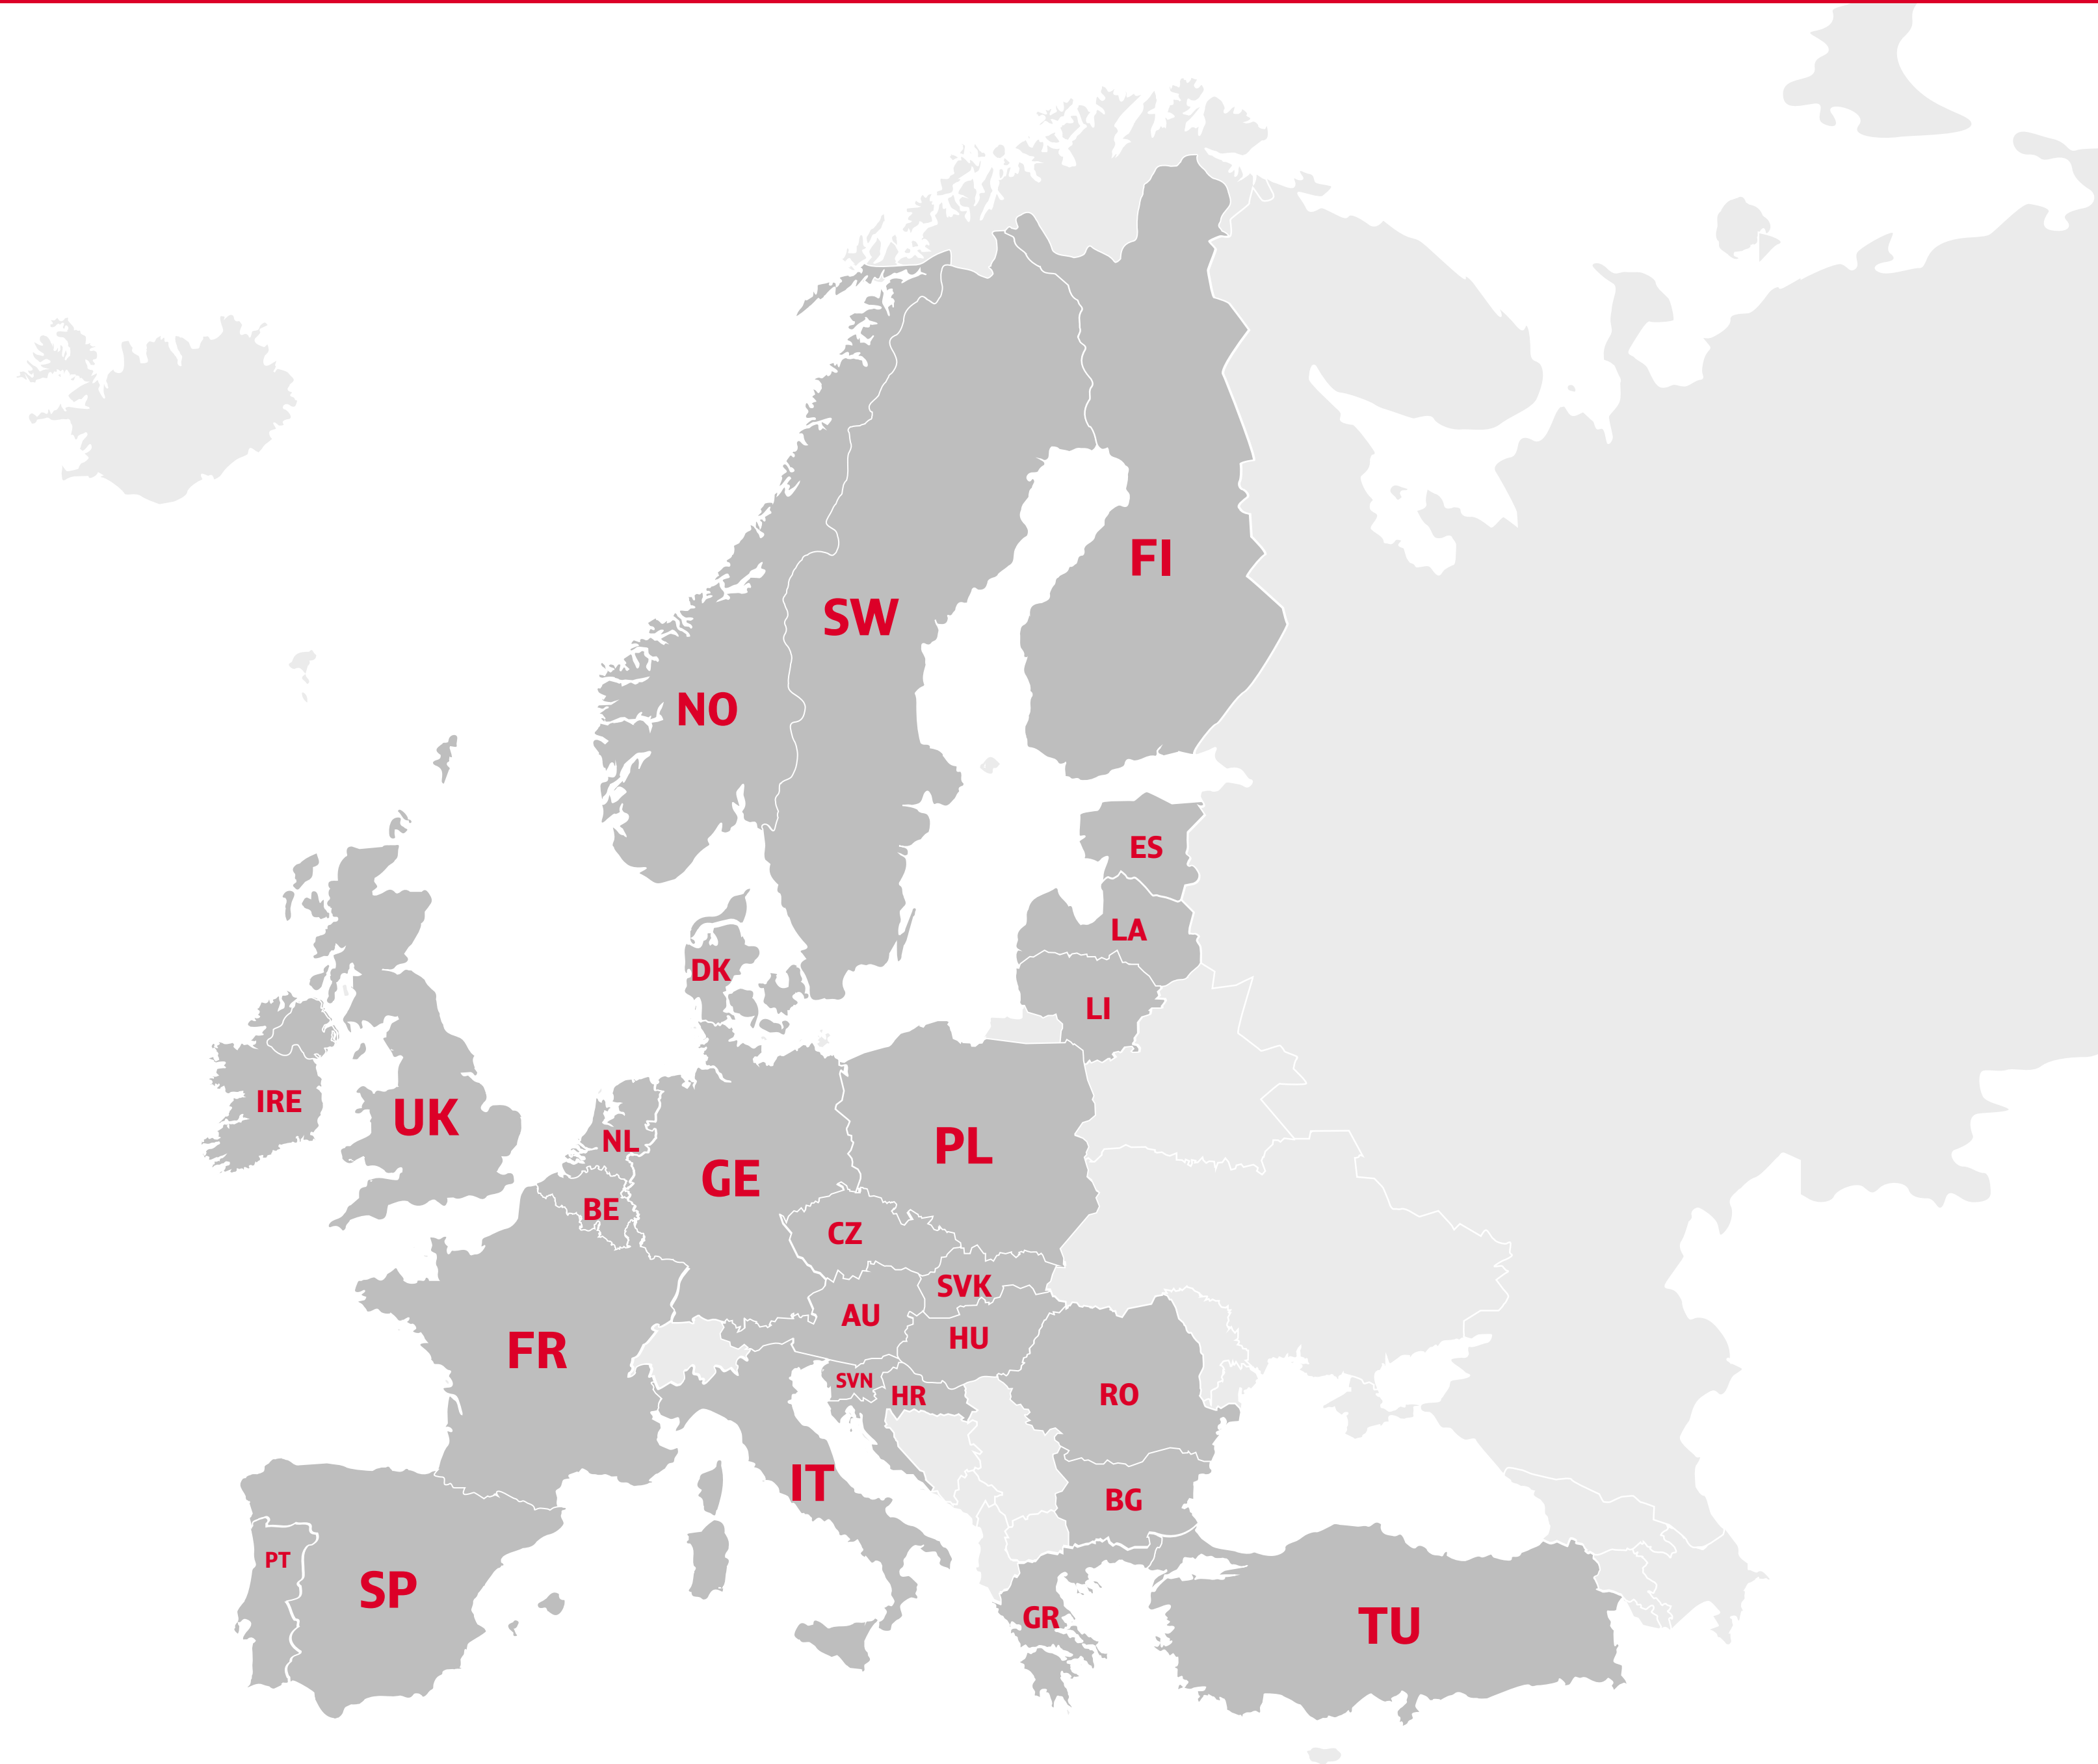 FI
SW
NO
ES
LA
DK
LI
IRE
UK
NL
PL
GE
BE
CZ
SVK
AU
HU
FR
SVN
HR
RO
IT
BG
PT
SP
GR
TU